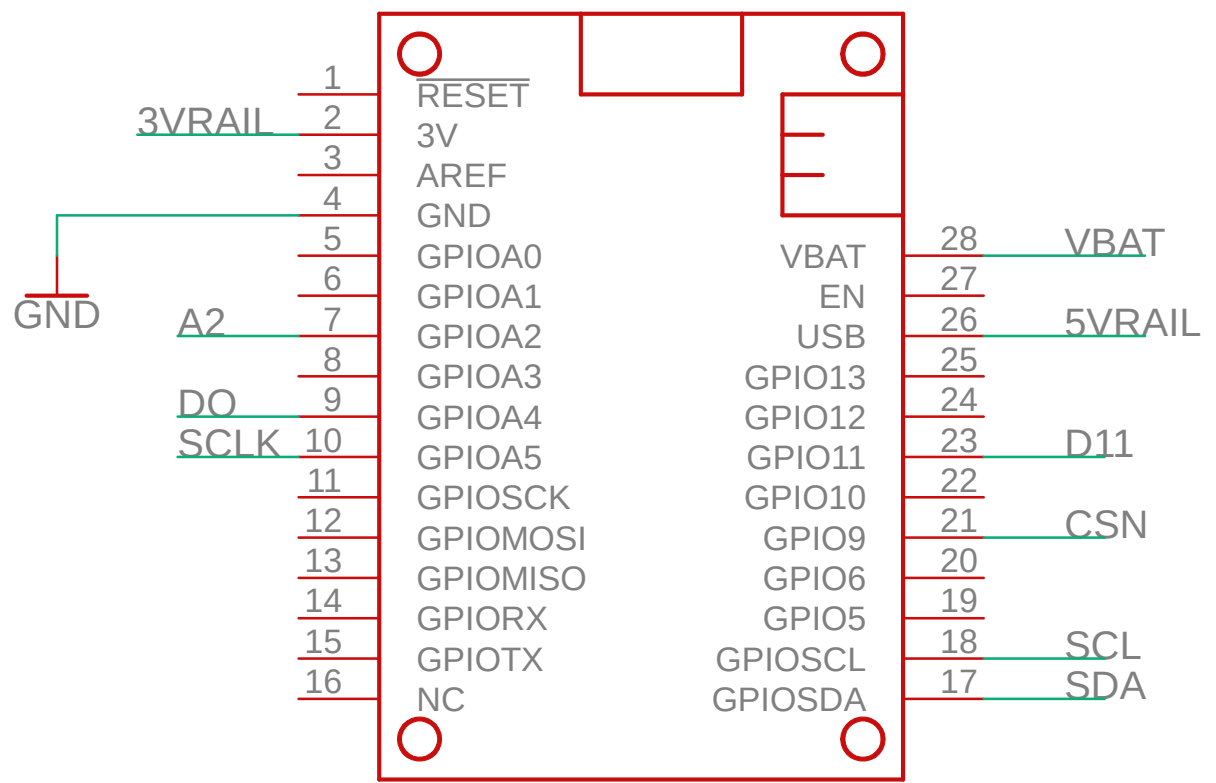 1 RESET
3VRAIL 2 3V
3 AREF
4 GND
GND
5 GPIOA0
6 GPIOA1
A2 7 GPIOA2
8 GPIOA3
DO 9 GPIOA4
SCLK 10 GPIOA5
11 GPIOSCK
12 GPIOMOSI
13 GPIOMISO
14 GPIORX
15 GPIOTX
16 NC
VBAT 28 VBAT
EN 27
USB 26 5VRAIL
GPIO13 25
GPIO12 24
GPIO11 23 D11
GPIO10 22
GPIO9 21 CSN
GPIO6 20
GPIO5 19
GPIOSCL 18 SCL
GPIOSDA 17 SDA